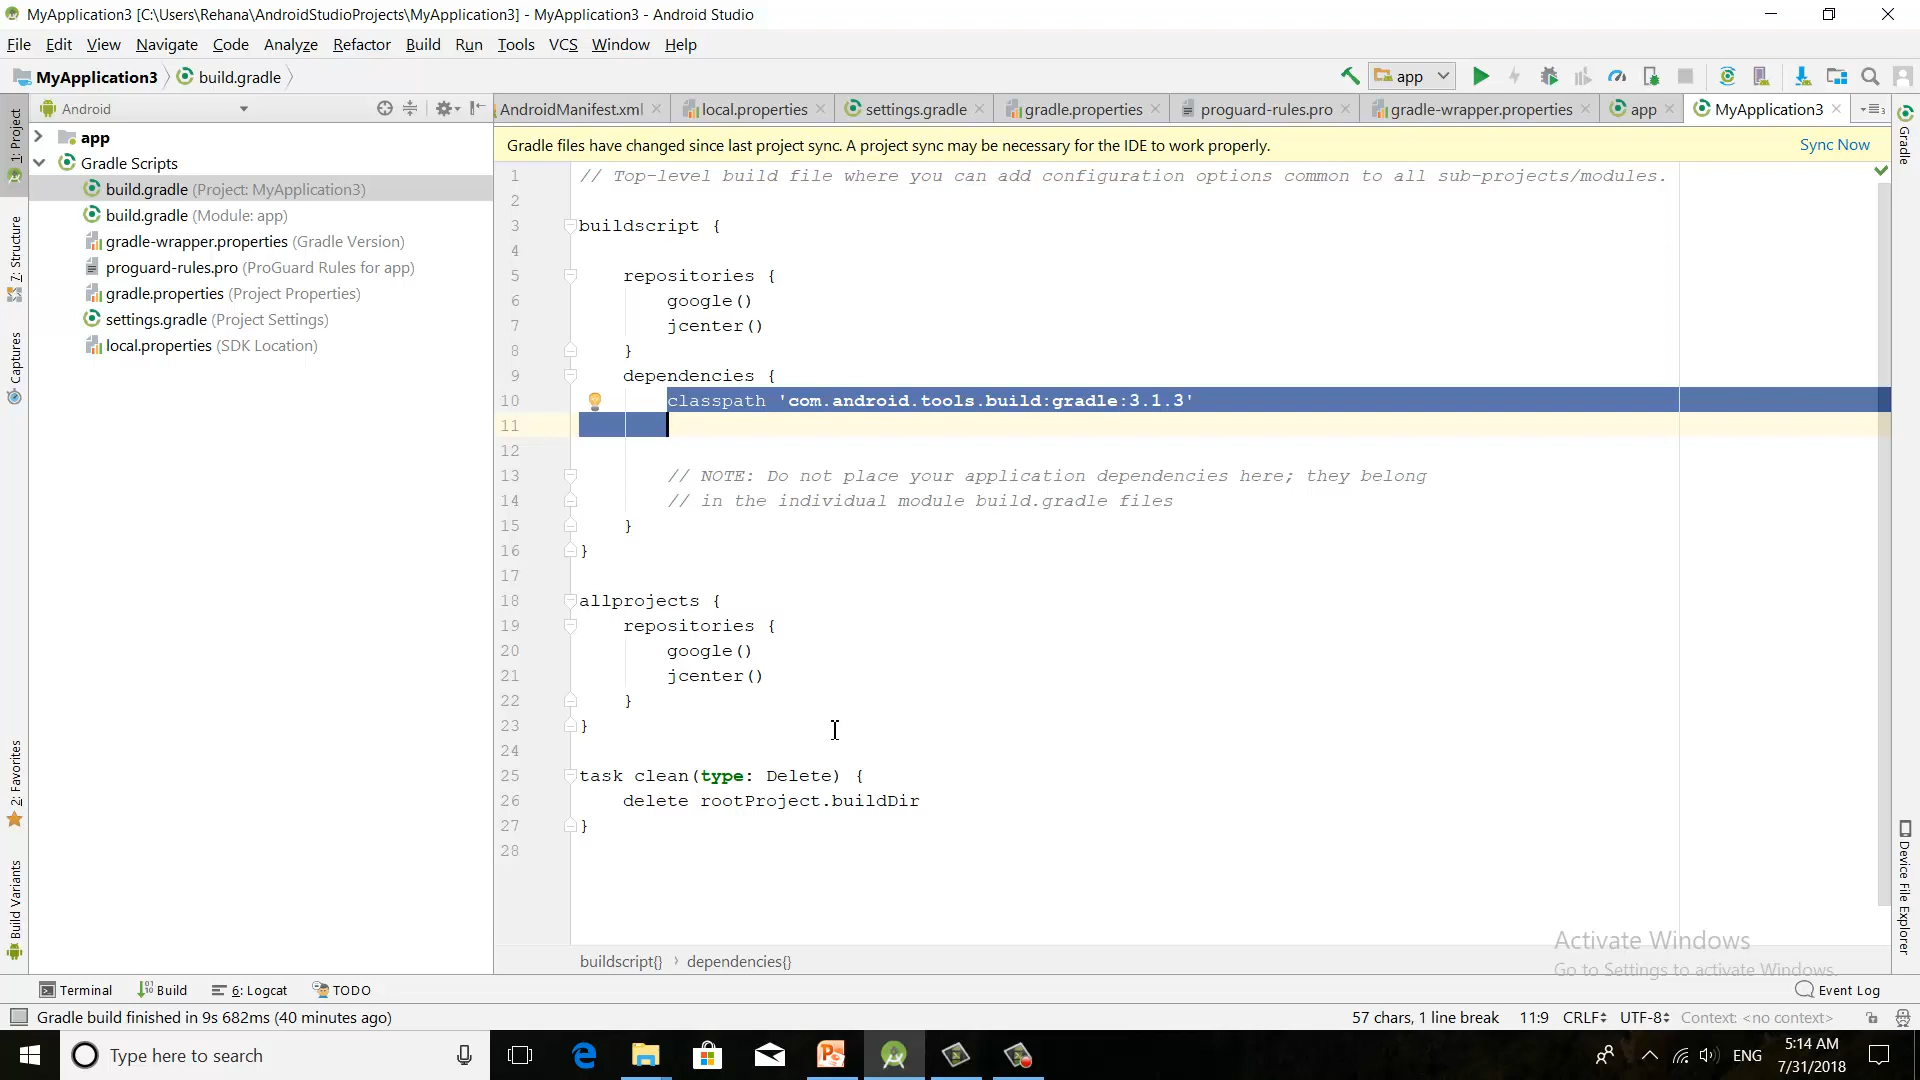 MyApplication3 [C:\Users\Rehana\AndroidStudioProjects\MyApplication3] - MyApplication3 - Android Studio
File Edit View Navigate Code Analyze Refactor Build Run Tools VCS Window Help
MyApplication3 build.gradle app
Android AndroidManifest.xml local.properties settings.gradle gradle.properties proguard-rules.pro gradle-wrapper.properties app MyApplication3
1: Project
7: Structure
Captures
2: Favorites
Build Variants
app
Gradle Scripts
build.gradle (Project: MyApplication3)
build.gradle (Module: app)
gradle-wrapper.properties (Gradle Version)
proguard-rules.pro (ProGuard Rules for app)
gradle.properties (Project Properties)
settings.gradle (Project Settings)
local.properties (SDK Location)
Gradle files have changed since last project sync. A project sync may be necessary for the IDE to work properly. Sync Now
1 // Top-level build file where you can add configuration options common to all sub-projects/modules.
2
3 buildscript {
4
5 repositories {
6 google()
7 jcenter()
8 }
9 dependencies {
10 classpath 'com.android.tools.build:gradle:3.1.3'
11
12
13 // NOTE: Do not place your application dependencies here; they belong
14 // in the individual module build.gradle files
15 }
16 }
17
18 allprojects {
19 repositories {
20 google()
21 jcenter()
22 }
23 }
24
25 task clean(type: Delete) {
26 delete rootProject.buildDir
27 }
28
Gradle
Device File Explorer
Activate Windows
Go to Settings to activate Windows.
buildscript{} › dependencies{}
Terminal Build 6: Logcat TODO Event Log
Gradle build finished in 9s 682ms (40 minutes ago) 57 chars, 1 line break 11:9 CRLF UTF-8 Context: <no context>
Type here to search ENG 5:14 AM
7/31/2018